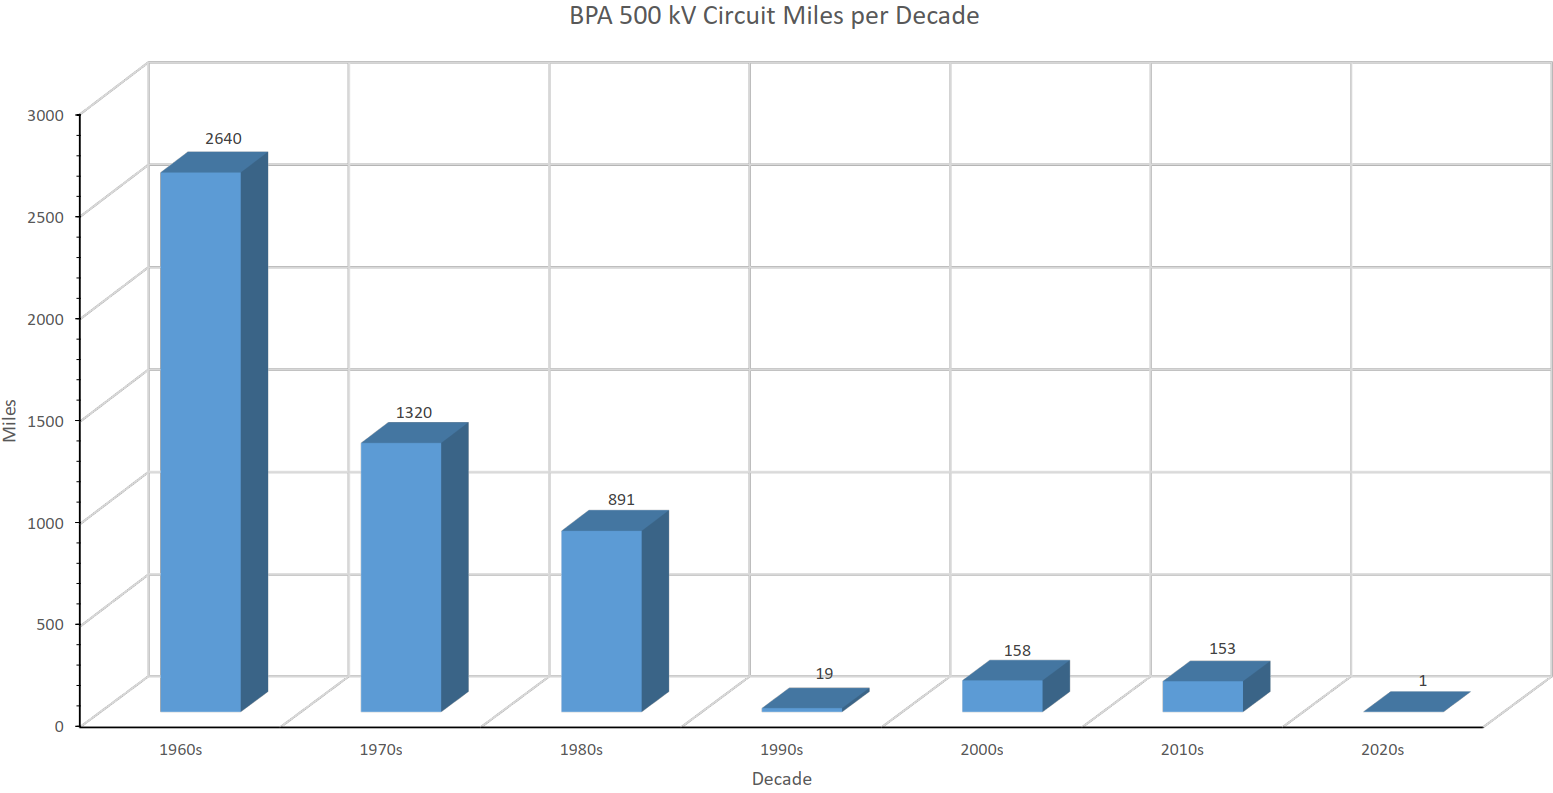 BPA 500 kV Circuit Miles per Decade
3000
2500
2000
1500
1000
500
0
Miles
2640
1320
891
19
158
153
1
1960s
1970s
1980s
1990s
2000s
2010s
2020s
Decade